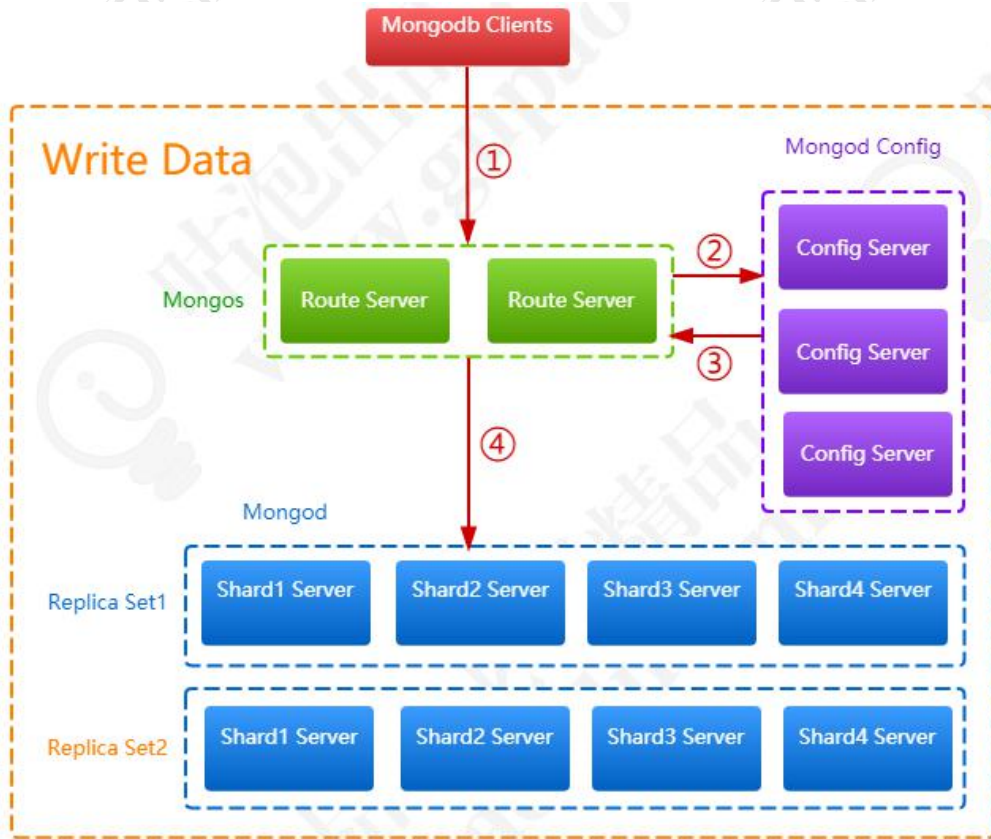 Mongodb Clients
Write Data
①
Mongod Config
Mongos
Route Server
Route Server
②
③
Config Server
Config Server
Config Server
④
Mongod
Replica Set1
Shard1 Server
Shard2 Server
Shard3 Server
Shard4 Server
Replica Set2
Shard1 Server
Shard2 Server
Shard3 Server
Shard4 Server